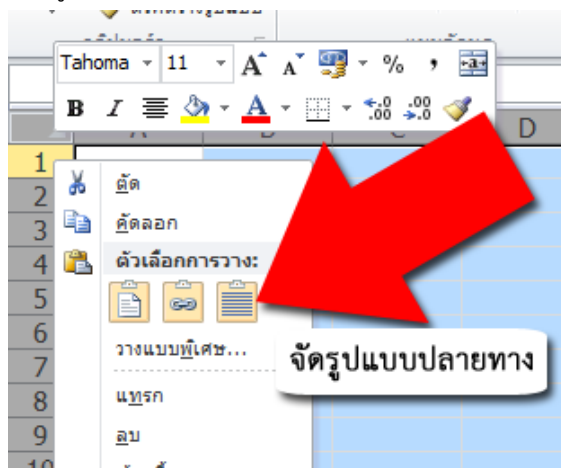 Tahoma 11 A A % ,
B I A .00 .00
A B C D
1
2 ตัด
3 คัดลอก
4 ตัวเลือกการวาง:
5
6
วางแบบพิเศษ...
จัดรูปแบบปลายทาง
7
8 แทรก
9 ลบ
10